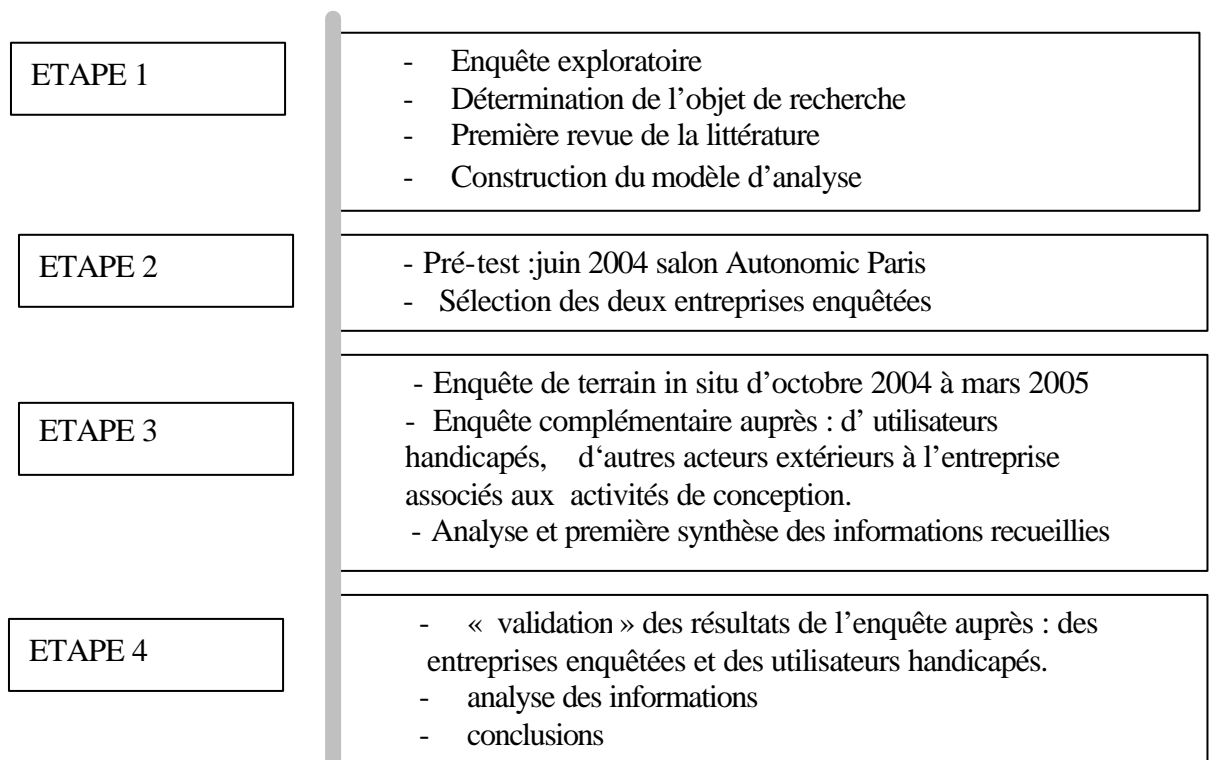 ETAPE 1
- Enquête exploratoire
- Détermination de l’objet de recherche
- Première revue de la littérature
- Construction du modèle d’analyse
ETAPE 2
- Pré-test :juin 2004 salon Autonomic Paris
- Sélection des deux entreprises enquêtées
ETAPE 3
- Enquête de terrain in situ d’octobre 2004 à mars 2005
- Enquête complémentaire auprès : d’ utilisateurs
handicapés, d‘autres acteurs extérieurs à l’entreprise
associés aux activités de conception.
- Analyse et première synthèse des informations recueillies
ETAPE 4
- « validation » des résultats de l’enquête auprès : des
entreprises enquêtées et des utilisateurs handicapés.
- analyse des informations
- conclusions